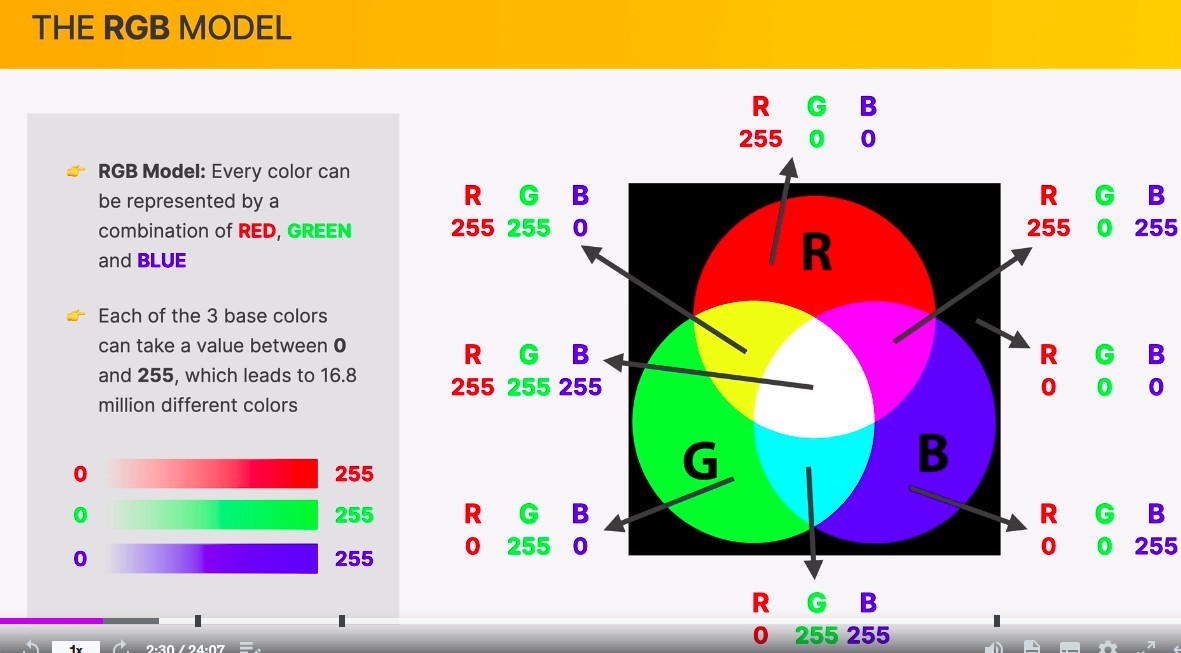 THE RGB MODEL
👉 RGB Model: Every color can
be represented by a
combination of RED, GREEN
and BLUE
👉 Each of the 3 base colors
can take a value between 0
and 255, which leads to 16.8
million different colors
0 255
0 255
0 255
R G B
255 0 0
R G B
255 255 0
R G B
255 0 255
R G B
255 255 255
R G B
0 0 0
R G B
0 255 0
R G B
0 0 255
R G B
0 255 255
R
G
B
1x
2:30 / 24:07